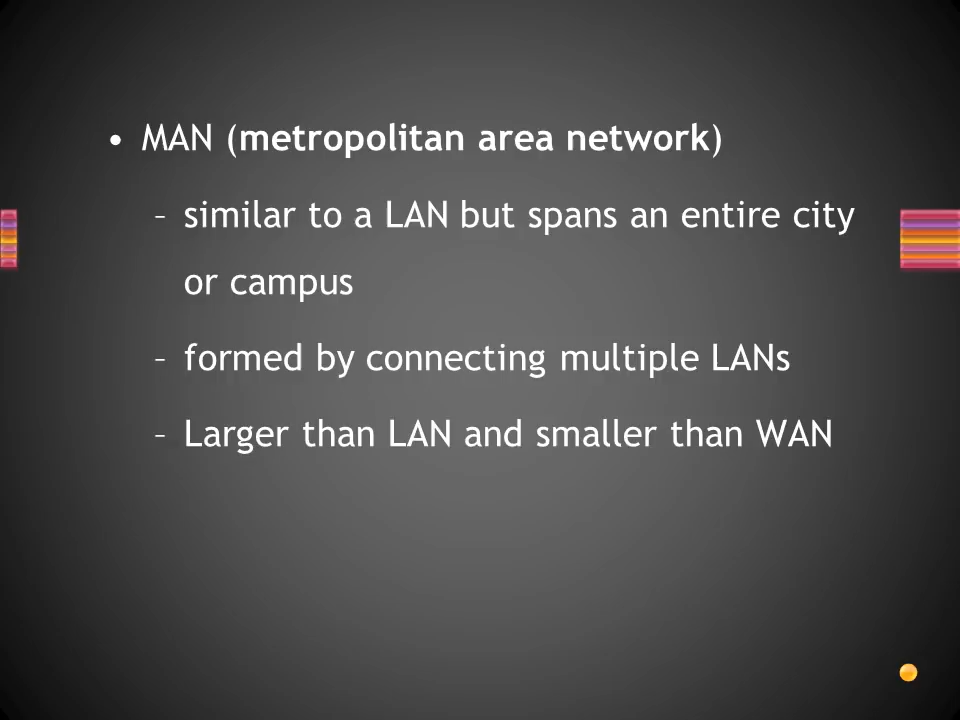 • MAN (metropolitan area network)
– similar to a LAN but spans an entire city
or campus
– formed by connecting multiple LANs
– Larger than LAN and smaller than WAN